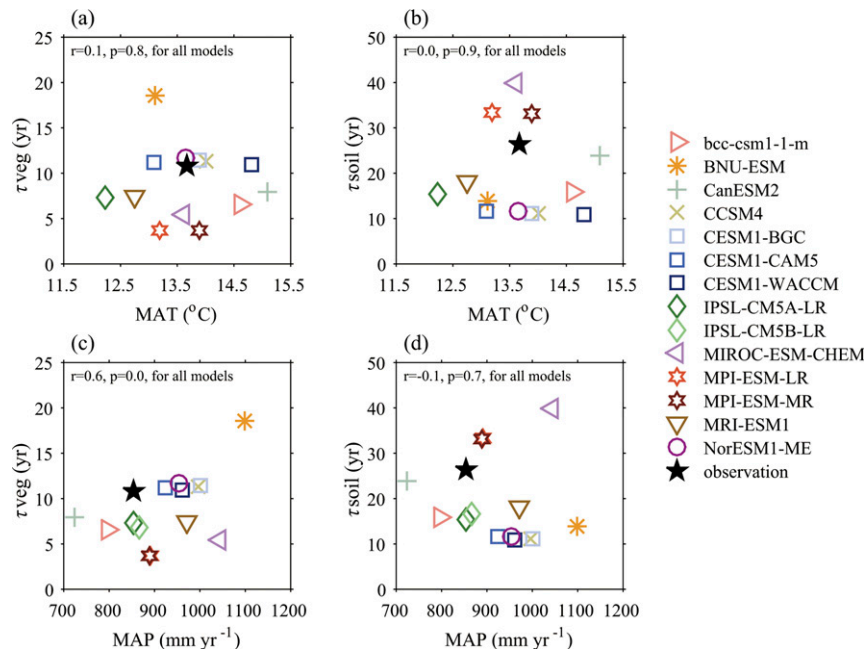 (a)
r=0.1, p=0.8, for all models
25
20
15
10
5
0
τ veg (yr)
11.5 12.5 13.5 14.5 15.5
MAT (°C)
(b)
r=0.0, p=0.9, for all models
50
40
30
20
10
0
τ soil (yr)
11.5 12.5 13.5 14.5 15.5
MAT (°C)
(c)
r=0.6, p=0.0, for all models
25
20
15
10
5
0
τ veg (yr)
700 800 900 1000 1100 1200
MAP (mm yr⁻¹)
(d)
r=-0.1, p=0.7, for all models
50
40
30
20
10
0
τ soil (yr)
700 800 900 1000 1100 1200
MAP (mm yr⁻¹)
bcc-csm1-1-m
BNU-ESM
CanESM2
CCSM4
CESM1-BGC
CESM1-CAM5
CESM1-WACCM
IPSL-CM5A-LR
IPSL-CM5B-LR
MIROC-ESM-CHEM
MPI-ESM-LR
MPI-ESM-MR
MRI-ESM1
NorESM1-ME
observation